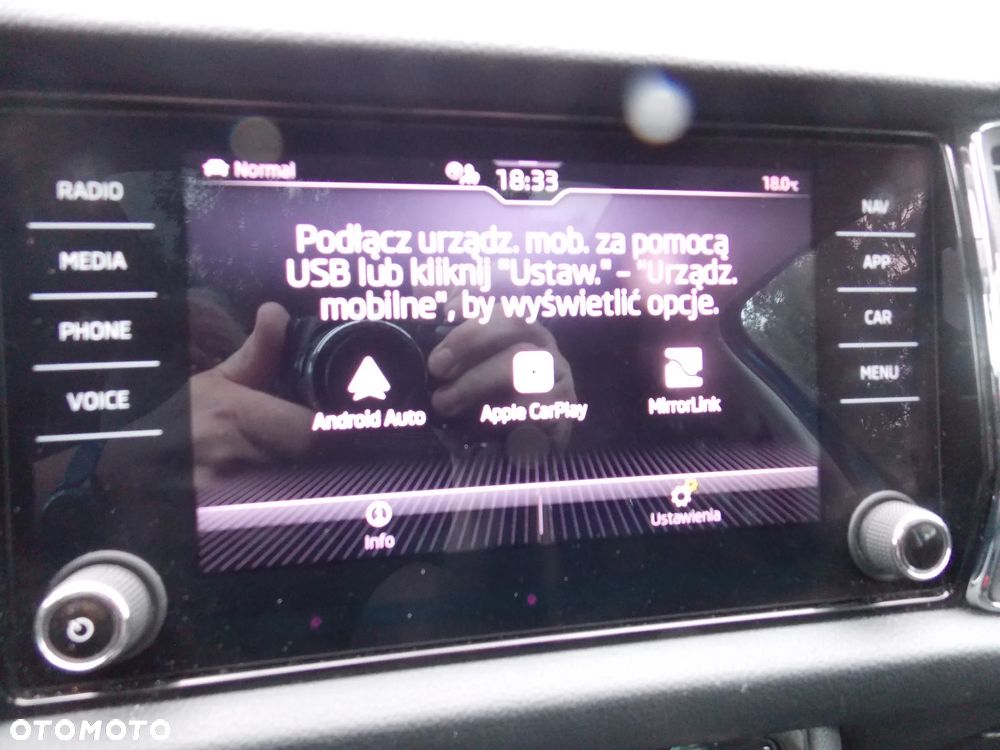 RADIO
MEDIA
PHONE
VOICE
Normal
18:33
18.0°c
Podłącz urządz. mob. za pomocą
USB lub kliknij "Ustaw." - "Urządz.
mobilne", by wyświetlić opcje.
Android Auto
Apple CarPlay
MirrorLink
Info
Ustawienia
NAV
APP
CAR
MENU
OTOMOTO